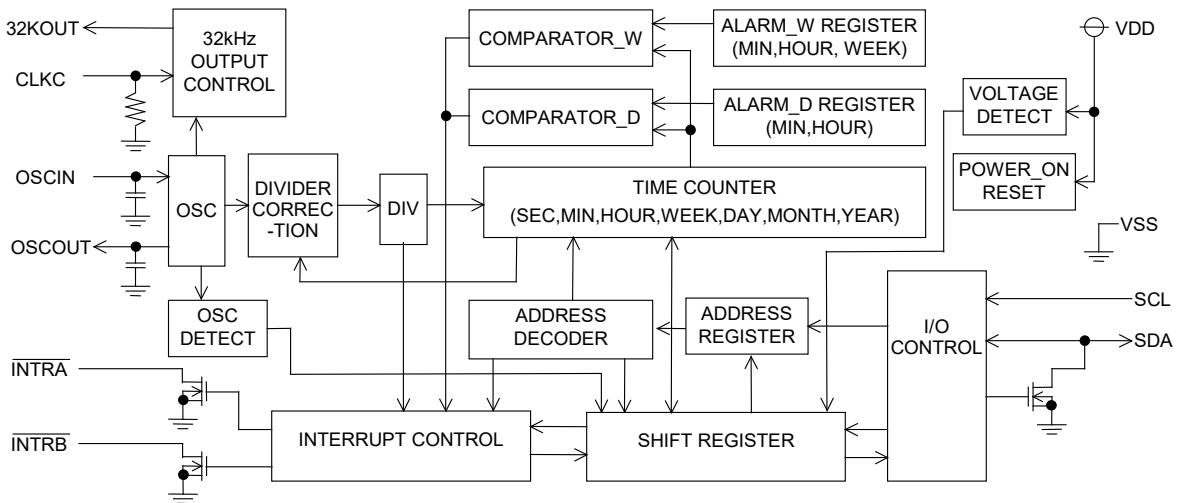 32KOUT
32kHz
OUTPUT
CONTROL
CLKC
COMPARATOR_W
ALARM_W REGISTER
(MIN,HOUR, WEEK)
VDD
COMPARATOR_D
ALARM_D REGISTER
(MIN,HOUR)
VOLTAGE
DETECT
POWER_ON
RESET
OSCIN
OSC
DIVIDER
CORREC
-TION
DIV
TIME COUNTER
(SEC,MIN,HOUR,WEEK,DAY,MONTH,YEAR)
OSCOUT
VSS
OSC
DETECT
ADDRESS
DECODER
ADDRESS
REGISTER
I/O
CONTROL
SCL
SDA
INTRA
INTERRUPT CONTROL
SHIFT REGISTER
INTRB